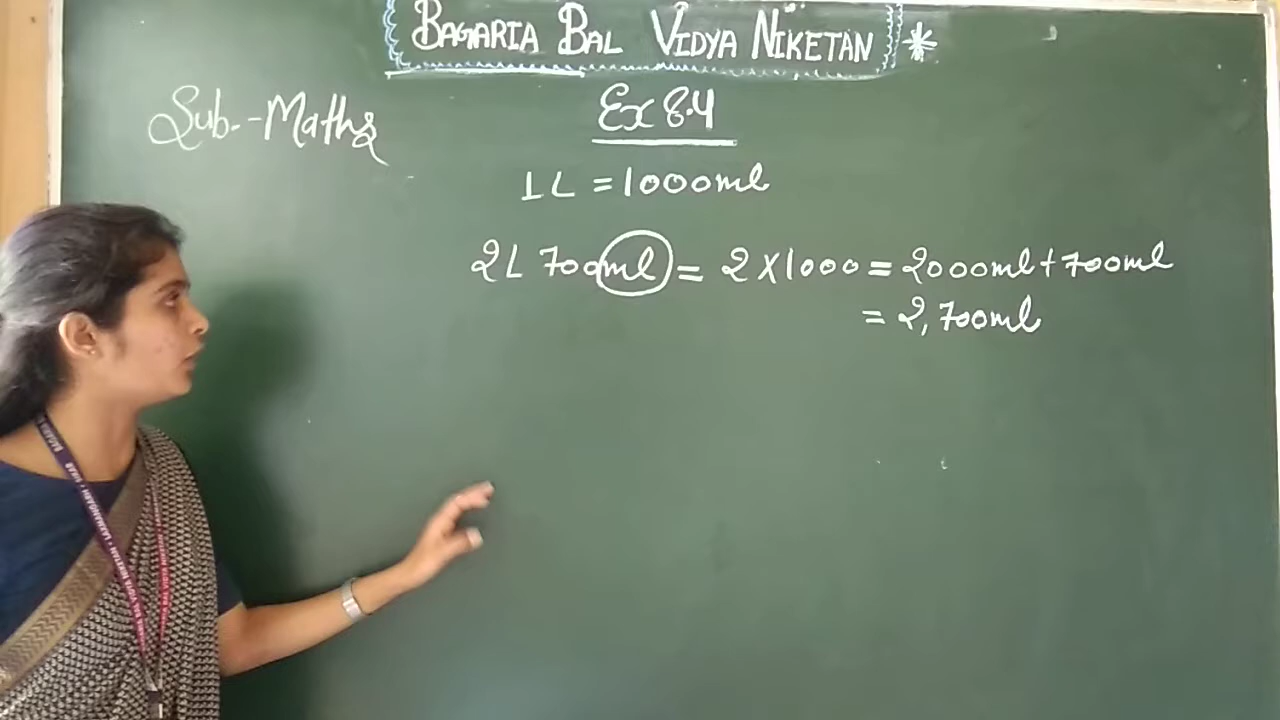 BAGARIA BAL VIDYA NIKETAN *
Sub.-Maths
Ex 8.4
1L = 1000ml
2L 700ml = 2 X 1000 = 2000ml + 700ml
= 2,700ml